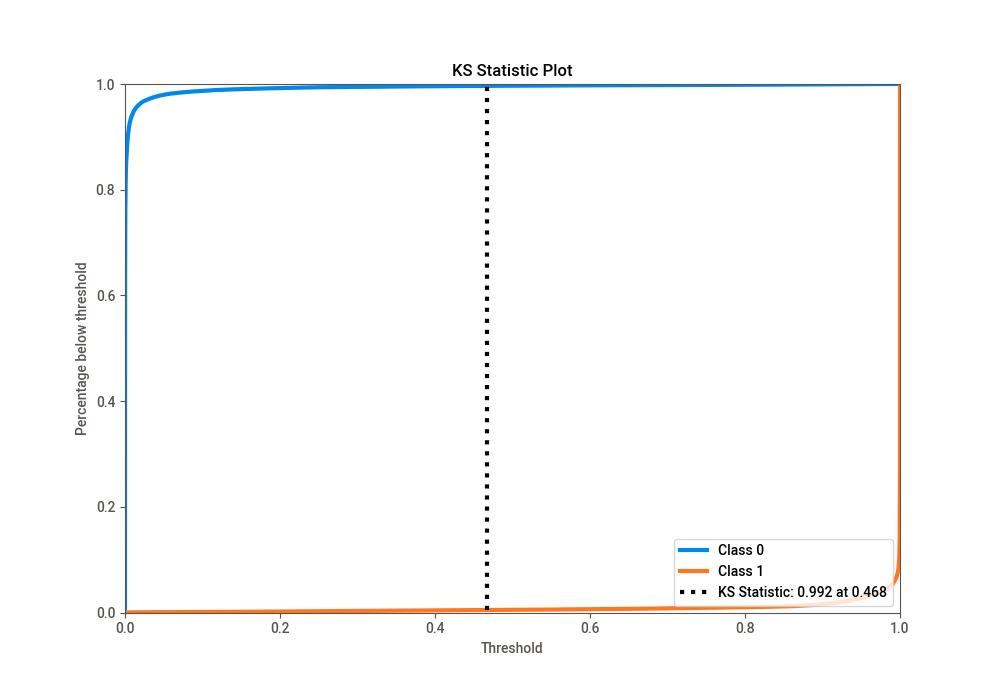 KS Statistic Plot
1.0
0.8
0.6
0.4
0.2
0.0
Percentage below threshold
0.0 0.2 0.4 0.6 0.8 1.0
Threshold
Class 0
Class 1
KS Statistic: 0.992 at 0.468